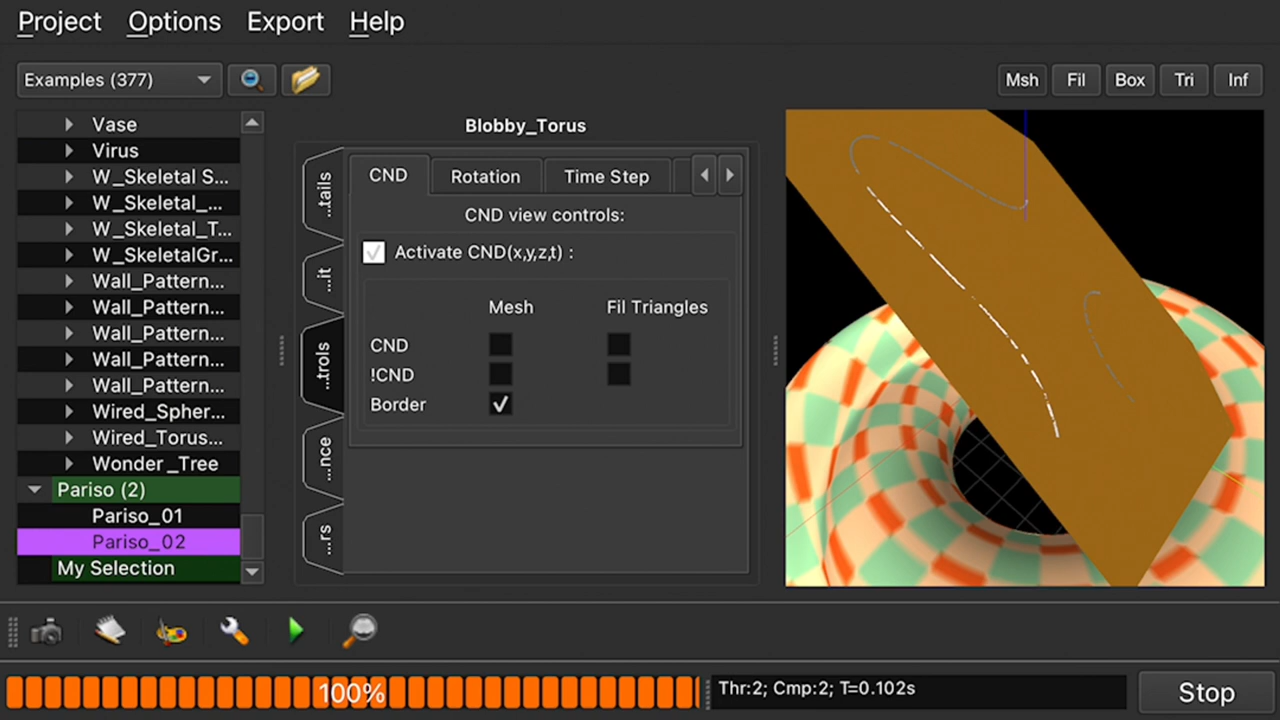 Project Options Export Help
Examples (377)
Msh Fil Box Tri Inf
Vase
Virus
W_Skeletal S...
W_Skeletal_...
W_Skeletal_T...
W_SkeletalGr...
Wall_Pattern...
Wall_Pattern...
Wall_Pattern...
Wall_Pattern...
Wall_Pattern...
Wired_Spher...
Wired_Torus...
Wonder_Tree
Pariso (2)
Pariso_01
Pariso_02
My Selection
Blobby_Torus
...tails
...it
...trols
...nce
...rs
CND Rotation Time Step
CND view controls:
Activate CND(x,y,z,t) :
Mesh Fil Triangles
CND
!CND
Border
100%
Thr:2; Cmp:2; T=0.102s
Stop